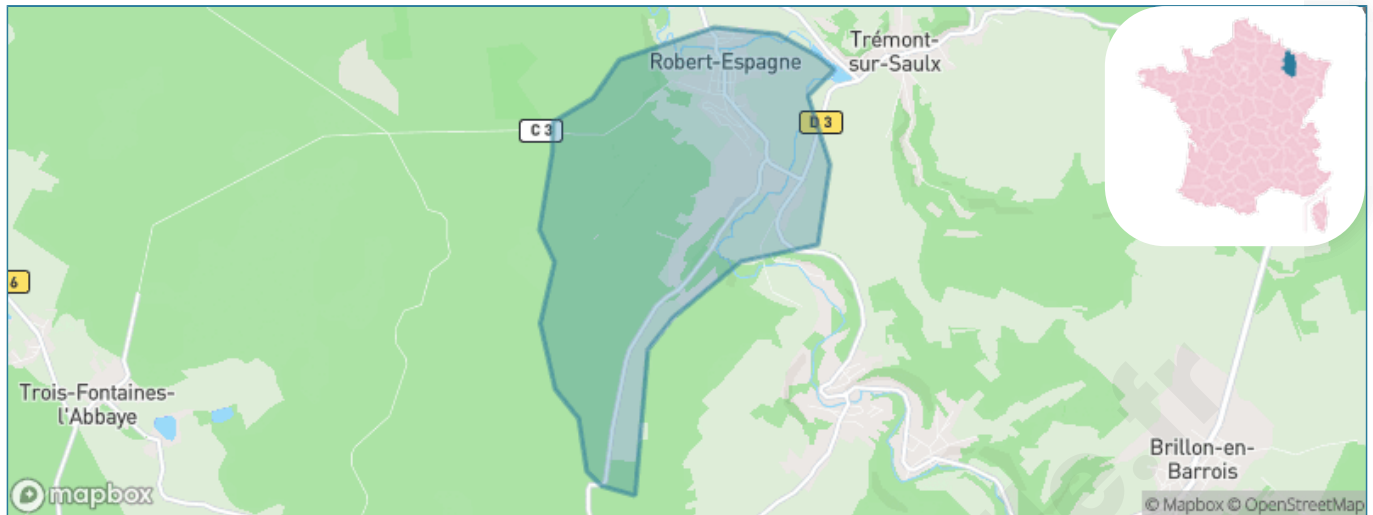 Robert-Espagne
Trémont-
sur-Saulx
C 3
D 3
6
Trois-Fontaines-
l'Abbaye
Brillon-en-
Barrois
mapbox
© Mapbox © OpenStreetMap